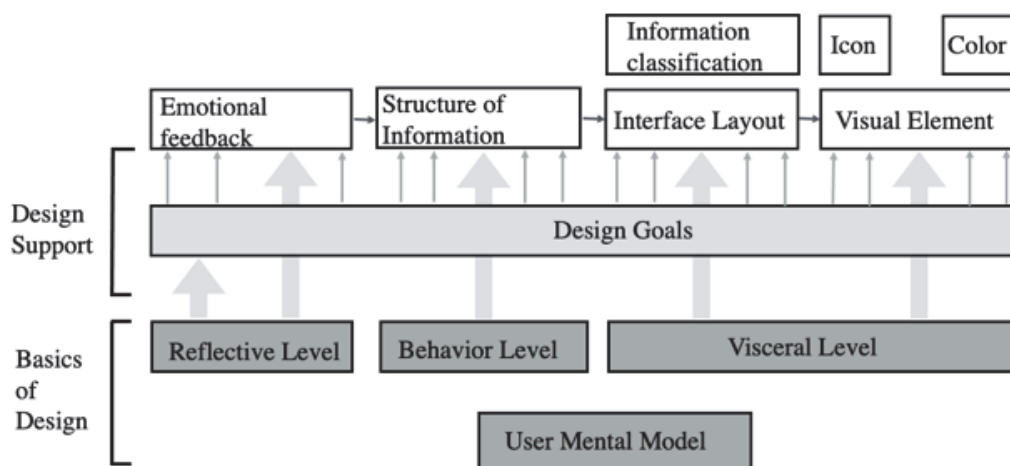 Information
classification
Icon
Color
Emotional
feedback
Structure of
Information
Interface Layout
Visual Element
Design
Support
Design Goals
Basics
of
Design
Reflective Level
Behavior Level
Visceral Level
User Mental Model